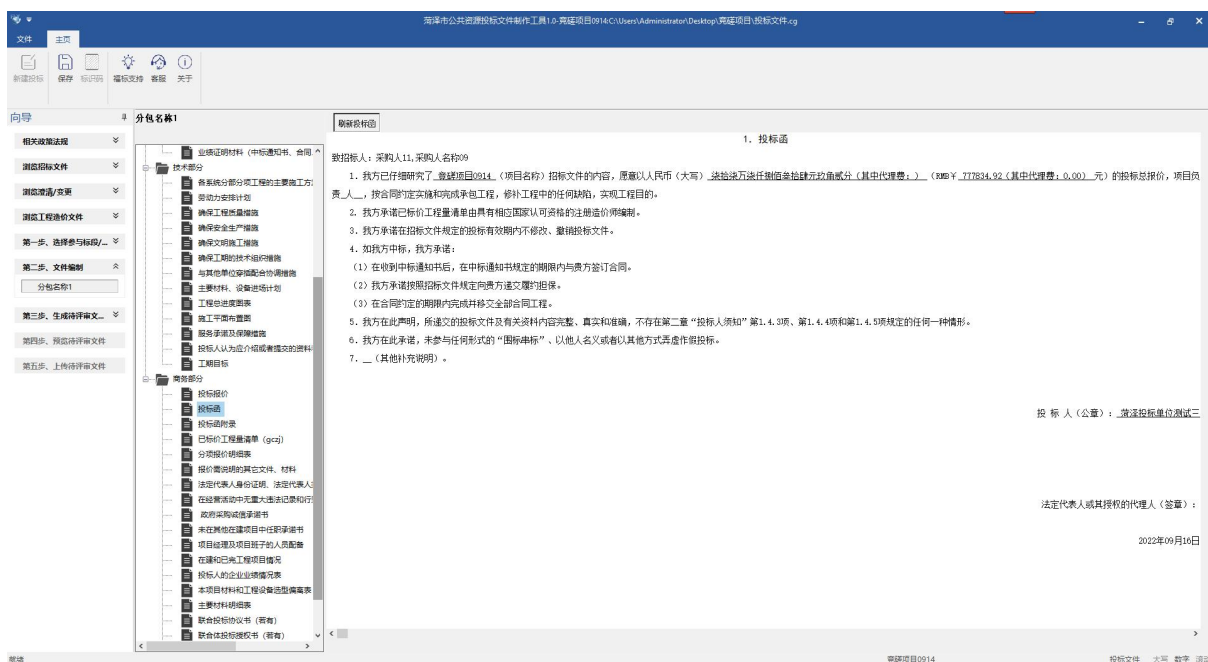 菏泽市公共资源投标文件制作工具1.0-竞磋项目0914:C:\Users\Administrator\Desktop\竞磋项目\投标文件.cg
文件
主页
新建投标
保存
标识码
福标支持
客服
关于
向导
相关政策法规
浏览招标文件
浏览澄清/变更
浏览工程造价文件
第一步、选择参与标段/...
第二步、文件编制
分包名称1
第三步、生成待评审文...
第四步、预览待评审文件
第五步、上传待评审文件
分包名称1
业绩证明材料（中标通知书、合同
技术部分
各系统分部分项工程的主要施工方
劳动力安排计划
确保工程质量措施
确保安全生产措施
确保文明施工措施
确保工期的技术组织措施
与其他单位穿插配合协调措施
主要材料、设备进场计划
工程总进度图表
施工平面布置图
服务承诺及保障措施
投标人认为应介绍或者提交的资料
工期目标
商务部分
投标报价
投标函
投标函附录
已标价工程量清单（gczj）
分项报价明细表
报价需说明的其它文件、材料
法定代表人身份证明、法定代表人
在经营活动中无重大违法记录和行
政府采购诚信承诺书
未在其他在建项目中任职承诺书
项目经理及项目班子的人员配备
在建和已完工程项目情况
投标人的企业业绩情况表
本项目材料和工程设备选型偏离表
主要材料明细表
联合投标协议书（若有）
联合体投标授权书（若有）
刷新投标函
1. 投标函
致招标人：采购人11,采购人名称09
1. 我方已仔细研究了_竞磋项目0914_（项目名称）招标文件的内容，愿意以人民币（大写）_柒拾柒万柒仟捌佰叁拾肆元玖角贰分（其中代理费：）_（RMB￥_777834.92（其中代理费：0.00）_元）的投标总报价，项目负
责_人__，按合同约定实施和完成承包工程，修补工程中的任何缺陷，实现工程目的。
2. 我方承诺已标价工程量清单由具有相应国家认可资格的注册造价师编制。
3. 我方承诺在招标文件规定的投标有效期内不修改、撤销投标文件。
4. 如我方中标，我方承诺：
（1）在收到中标通知书后，在中标通知书规定的期限内与贵方签订合同。
（2）我方承诺按照招标文件规定向贵方递交履约担保。
（3）在合同约定的期限内完成并移交全部合同工程。
5. 我方在此声明，所递交的投标文件及有关资料内容完整、真实和准确，不存在第二章“投标人须知”第1.4.3项、第1.4.4项和第1.4.5项规定的任何一种情形。
6. 我方在此承诺，未参与任何形式的“围标串标”、以他人名义或者以其他方式弄虚作假投标。
7. __（其他补充说明）。
投 标 人（公章）：_菏泽投标单位测试三
法定代表人或其授权的代理人（签章）：
2022年09月16日
就绪
竞磋项目0914
投标文件
大写
数字